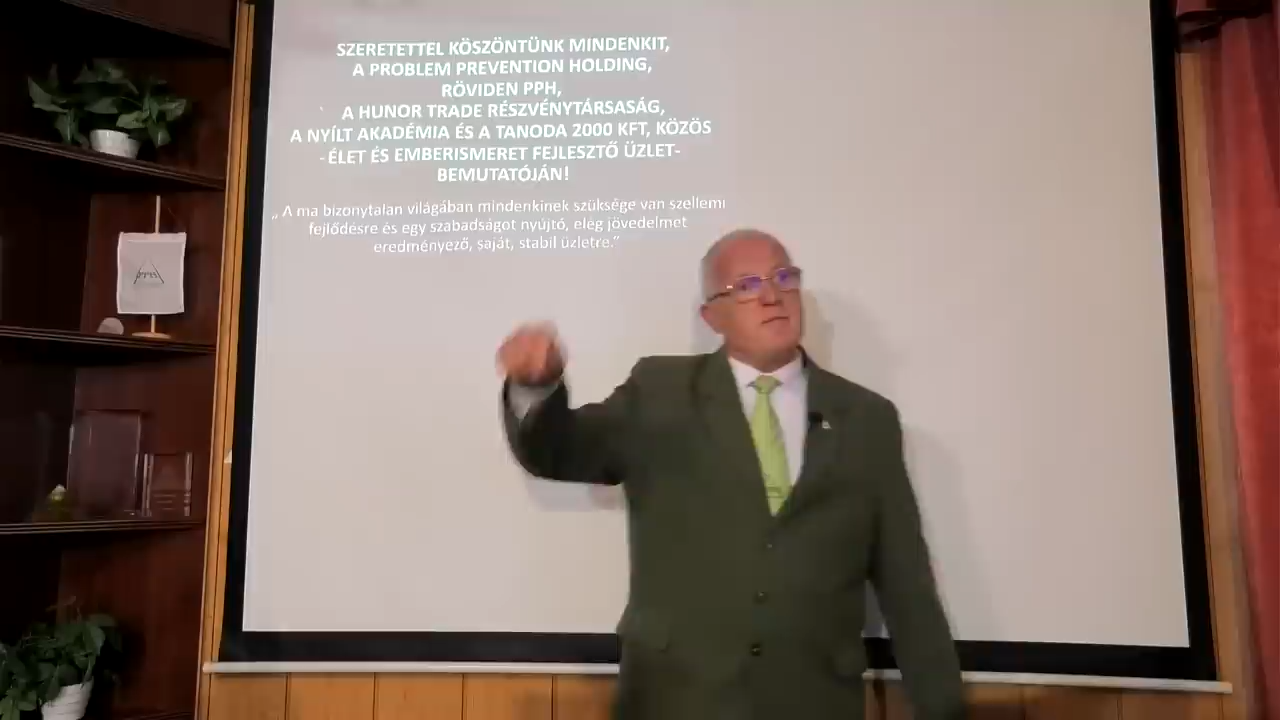 SZERETETTEL KÖSZÖNTÜNK MINDENKIT,
A PROBLEM PREVENTION HOLDING,
RÖVIDEN PPH,
A HUNOR TRADE RÉSZVÉNYTÁRSASÁG,
A NYÍLT AKADÉMIA ÉS A TANODA 2000 KFT, KÖZÖS
-ÉLET ÉS EMBERISMERET FEJLESZTŐ ÜZLET-
BEMUTATÓJÁN!
„ A ma bizonytalan világában mindenkinek szüksége van szellemi
fejlődésre és egy szabadságot nyújtó, elég jövedelmet
eredményező, saját, stabil üzletre.”